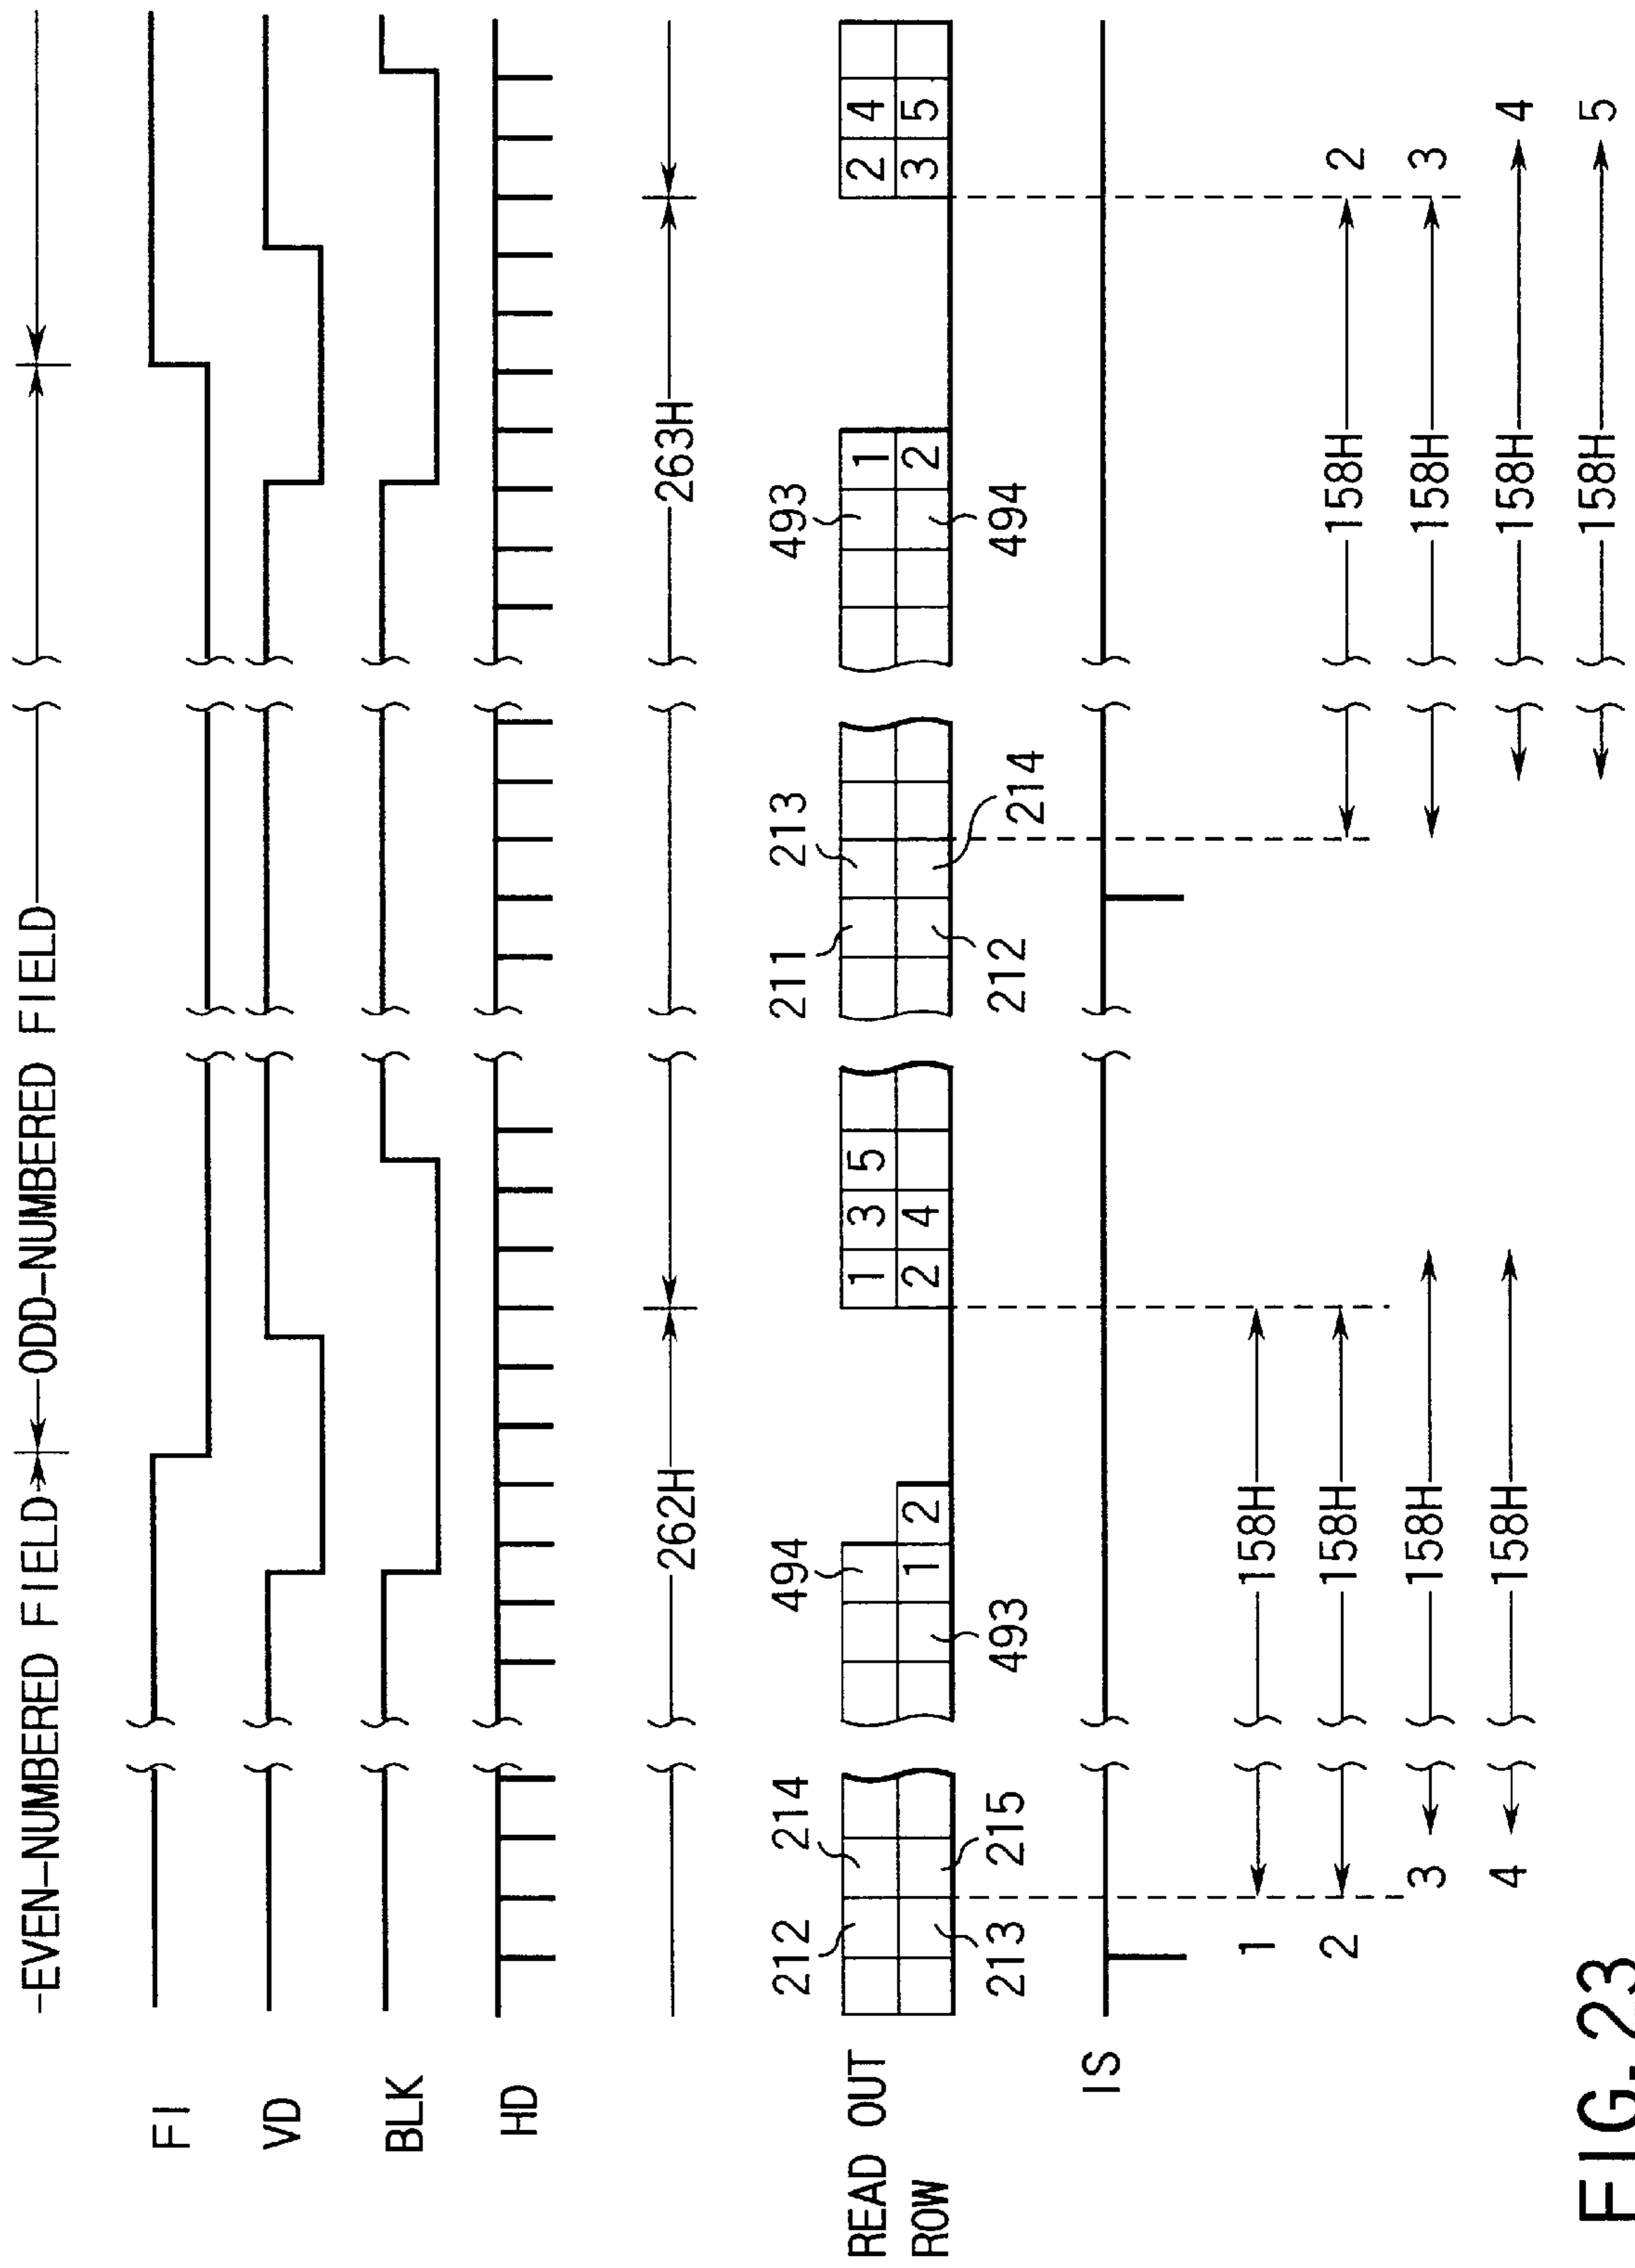 EVEN-NUMBERED FIELD ODD-NUMBERED FIELD
FI
VD
BLK
HD
262H 263H
214 494 213 493
212 211
READ OUT
ROW
1 3 5 1 2 4
1 2 2 4 2 3 5
213 215 493 212 214 494
IS
1 158H
2 158H 158H 2
3 158H 158H 3
4 158H 158H 4
158H 5
FIG. 23